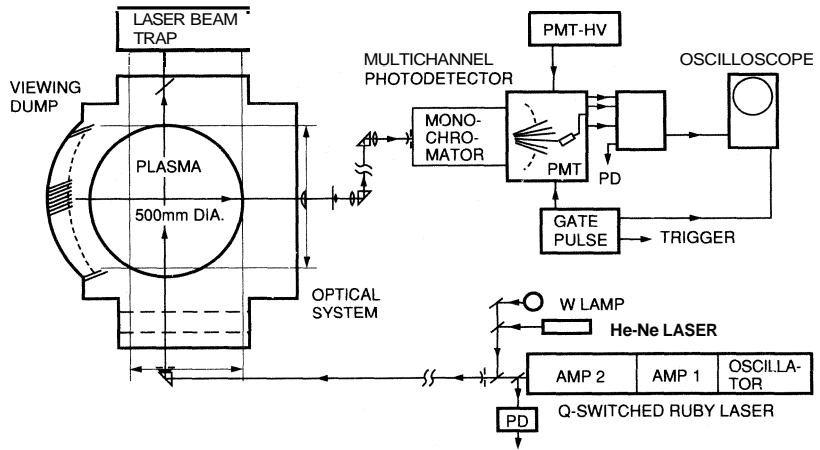 LASER BEAM
TRAP
PMT-HV
MULTICHANNEL
PHOTODETECTOR
OSCILLOSCOPE
VIEWING
DUMP
MONO-
CHRO-
MATOR
PLASMA
PMT
PD
500mm DIA.
GATE
PULSE
TRIGGER
OPTICAL
SYSTEM
W LAMP
He-Ne LASER
AMP 2
AMP 1
OSCILLA-
TOR
Q-SWITCHED RUBY LASER
PD